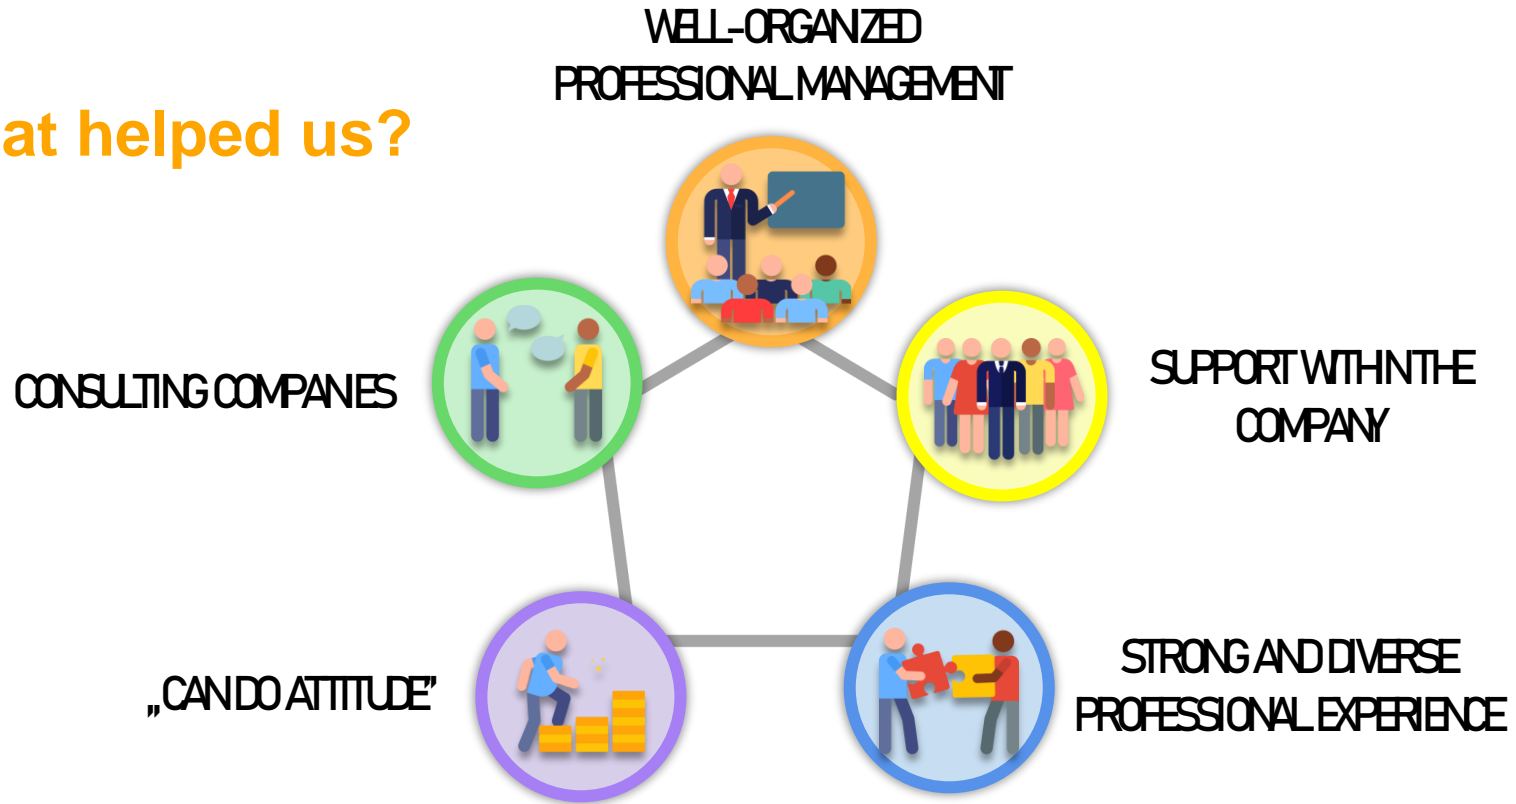 WELL-ORGANIZED
PROFESSIONAL MANAGEMENT
at helped us?
CONSULTING COMPANIES
SUPPORT WITHIN THE
COMPANY
„CAN DO ATTITUDE”
STRONG AND DIVERSE
PROFESSIONAL EXPERIENCE